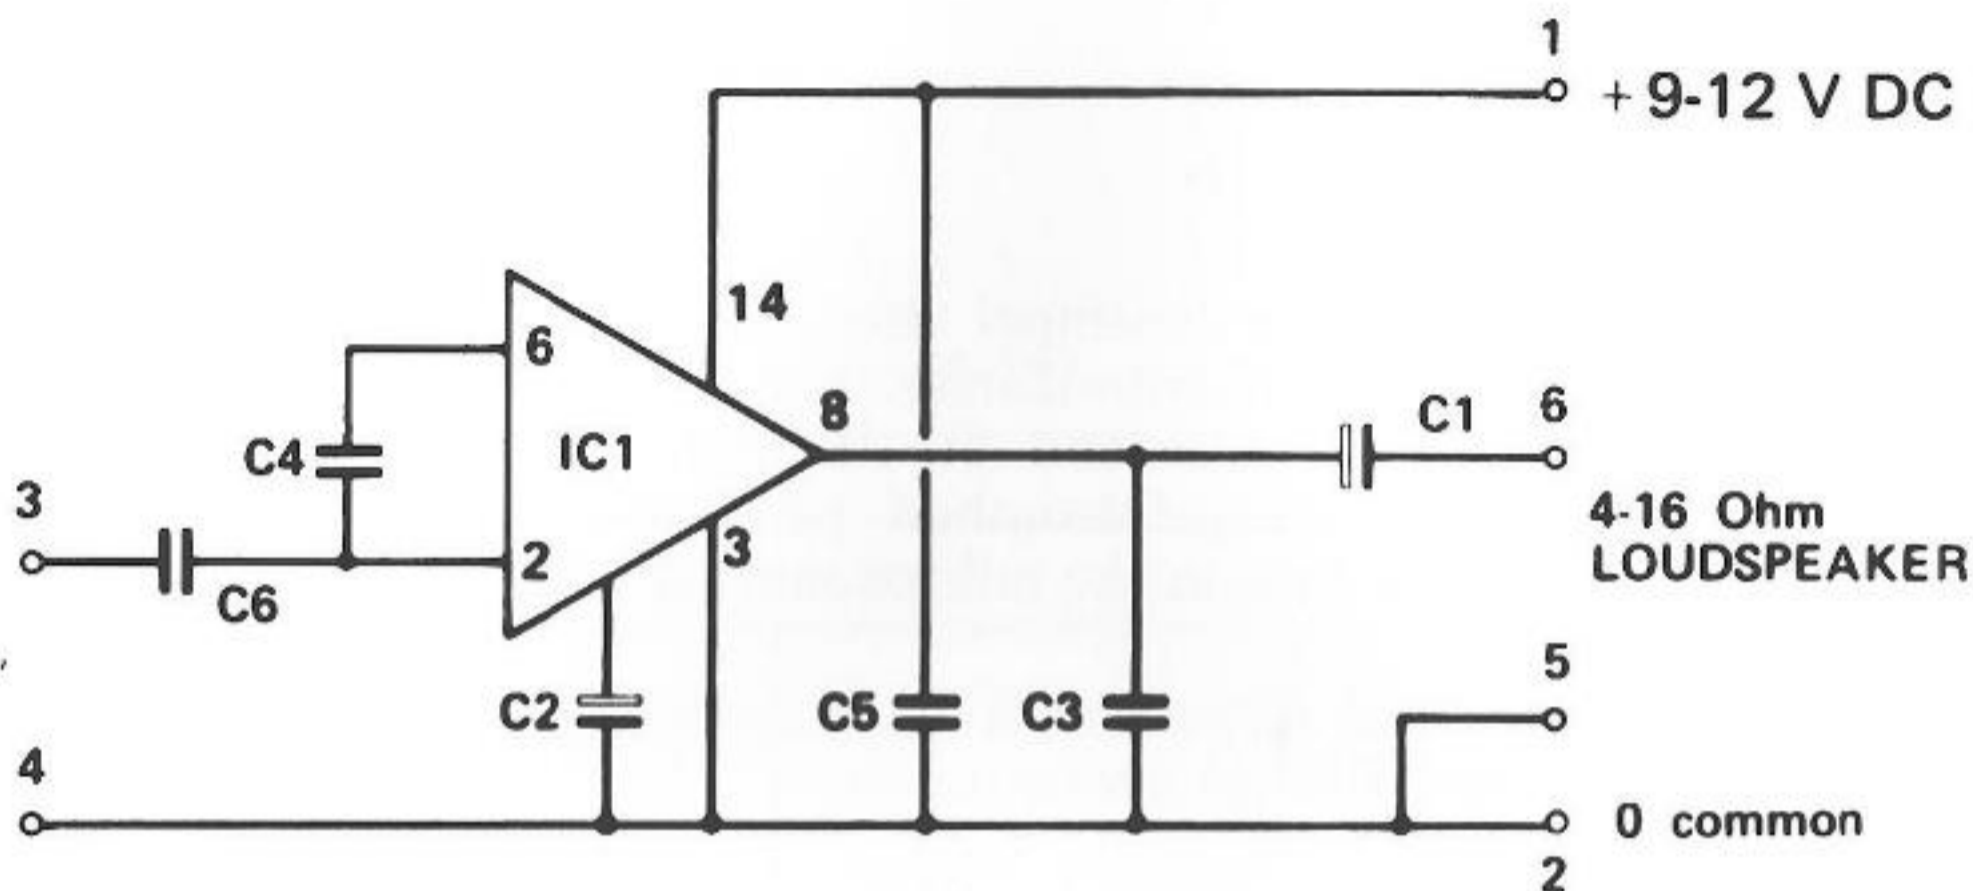 1
+ 9-12 V DC
14
6
8
C1
6
C4
IC1
3
4-16 Ohm
LOUDSPEAKER
2
3
C6
5
C2
C5
C3
4
0 common
2